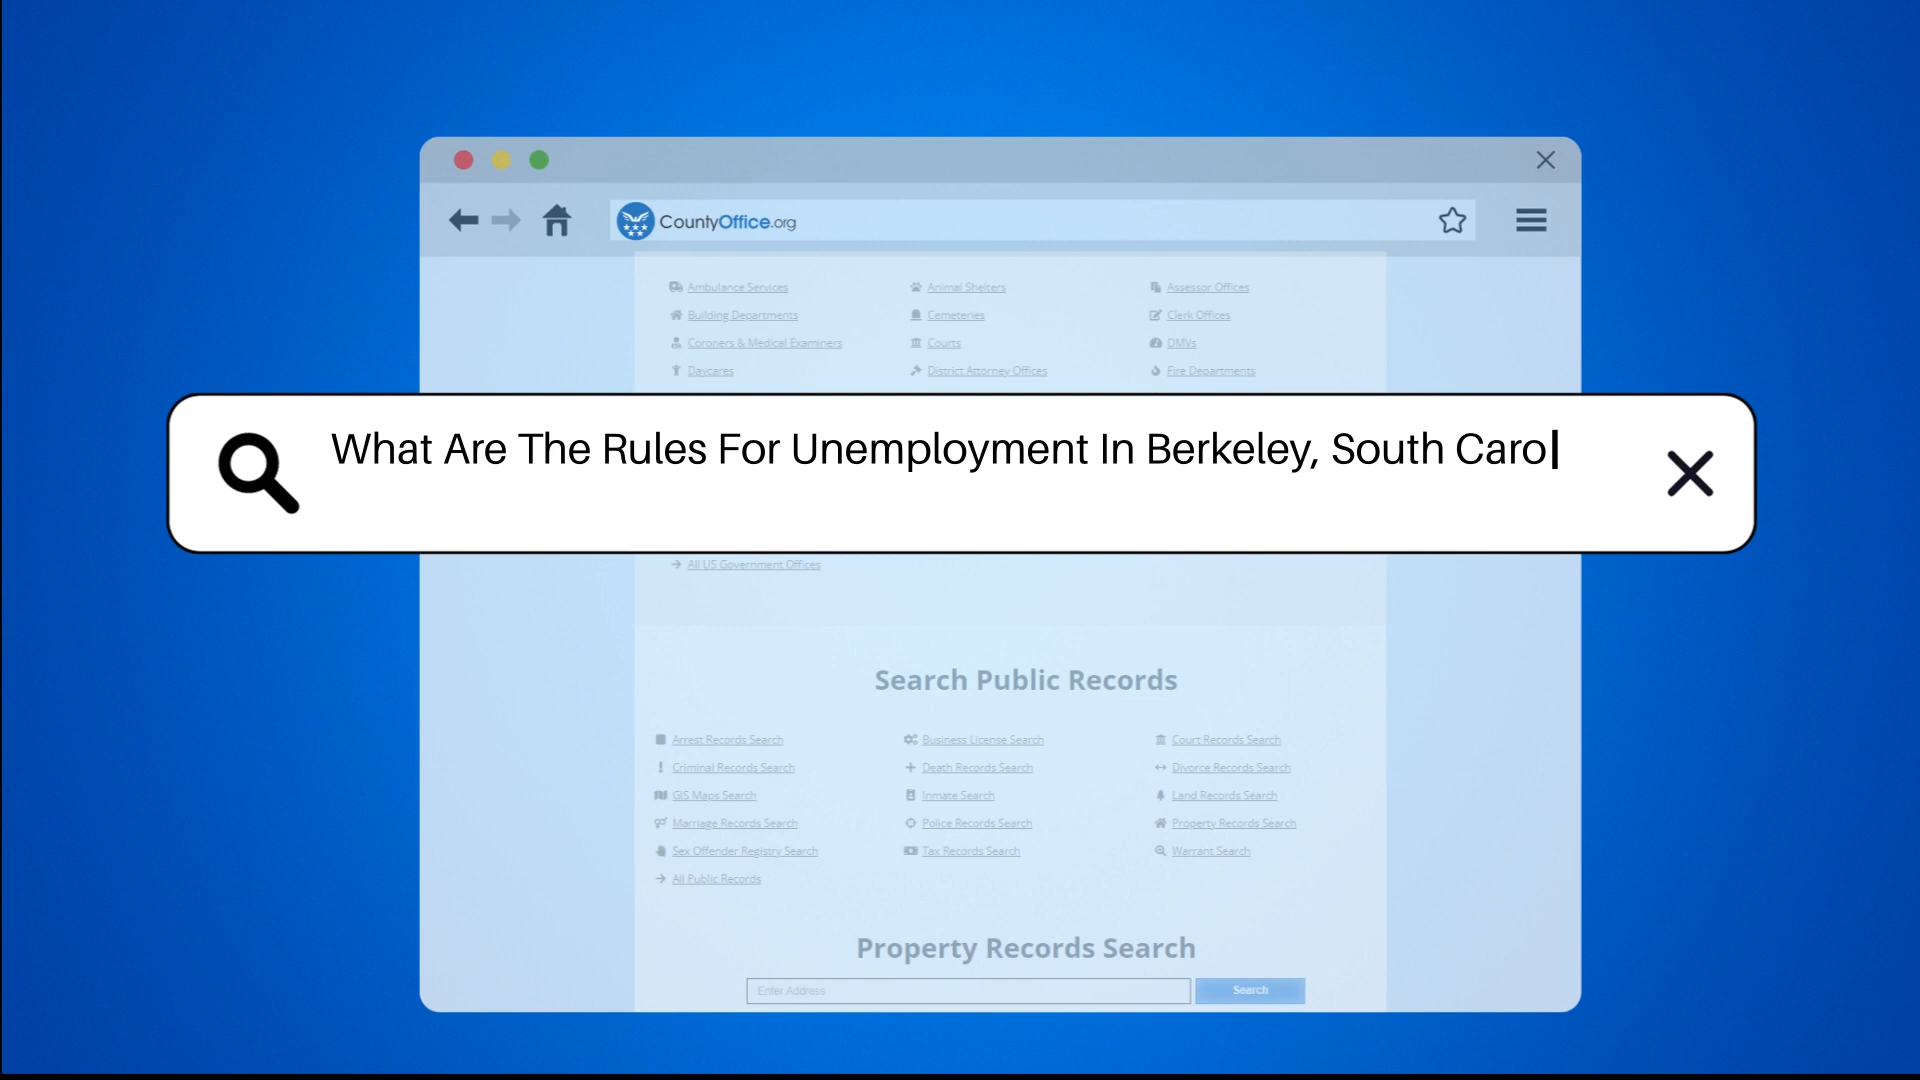 CountyOffice.org
Ambulance Services Animal Shelters Assessor Offices
Building Departments Cemeteries Clerk Offices
Coroners & Medical Examiners Courts DMVs
Daycares District Attorney Offices Fire Departments
What Are The Rules For Unemployment In Berkeley, South Caro
All US Government Offices
Search Public Records
Arrest Records Search Business License Search Court Records Search
Criminal Records Search Death Records Search Divorce Records Search
GIS Maps Search Inmate Search Land Records Search
Marriage Records Search Police Records Search Property Records Search
Sex Offender Registry Search Tax Records Search Warrant Search
All Public Records
Property Records Search
Enter Address Search